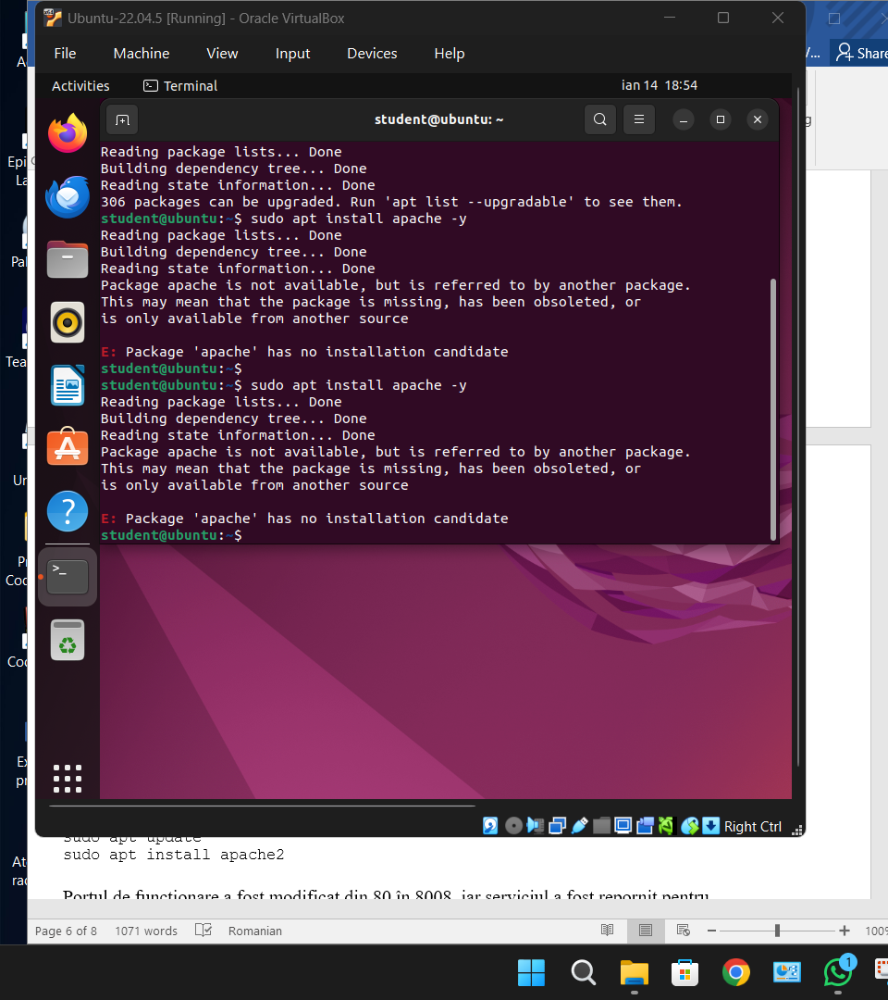 Ubuntu-22.04.5 [Running] - Oracle VirtualBox
File Machine View Input Devices Help
Share
Activities Terminal ian 14 18:54
student@ubuntu: ~
Reading package lists... Done
Building dependency tree... Done
Reading state information... Done
306 packages can be upgraded. Run 'apt list --upgradable' to see them.
student@ubuntu:~$ sudo apt install apache -y
Reading package lists... Done
Building dependency tree... Done
Reading state information... Done
Package apache is not available, but is referred to by another package.
This may mean that the package is missing, has been obsoleted, or
is only available from another source
E: Package 'apache' has no installation candidate
student@ubuntu:~$
student@ubuntu:~$ sudo apt install apache -y
Reading package lists... Done
Building dependency tree... Done
Reading state information... Done
Package apache is not available, but is referred to by another package.
This may mean that the package is missing, has been obsoleted, or
is only available from another source
E: Package 'apache' has no installation candidate
student@ubuntu:~$
Right Ctrl
sudo apt update
sudo apt install apache2
Portul de funcționare a fost modificat din 80 în 8008, iar serviciul a fost repornit pentru
Page 6 of 8 1071 words Romanian 100%
1